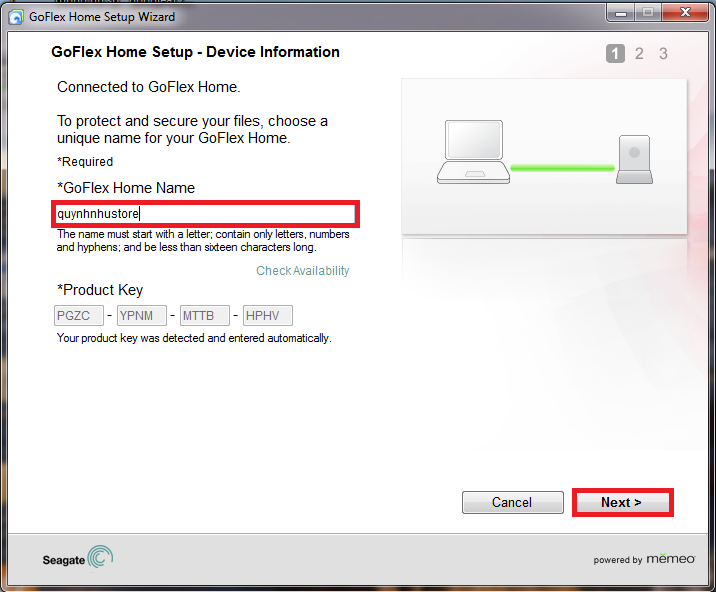 GoFlex Home Setup Wizard
GoFlex Home Setup - Device Information
1 2 3
Connected to GoFlex Home.
To protect and secure your files, choose a
unique name for your GoFlex Home.
*Required
*GoFlex Home Name
quynhnhustore
The name must start with a letter; contain only letters, numbers
and hyphens; and be less than sixteen characters long.
Check Availability
*Product Key
PGZC - YPNM - MTTB - HPHV
Your product key was detected and entered automatically.
Cancel
Next >
Seagate
powered by memeo